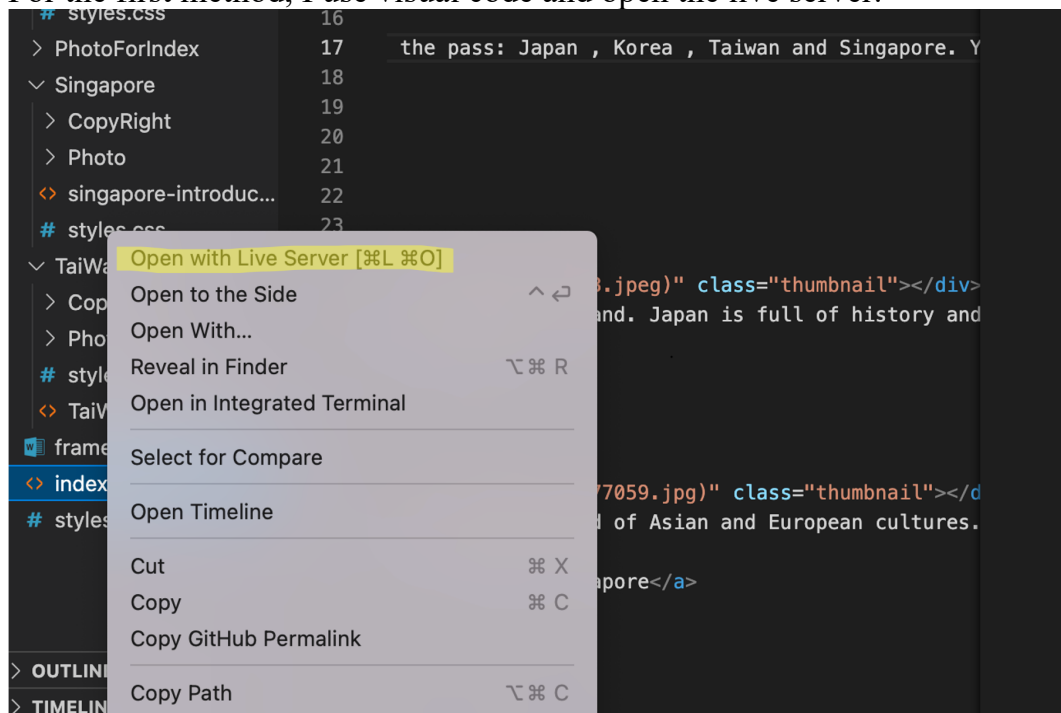 For the first method, I use visual code and open the live server.
# styles.css
> PhotoForIndex
Singapore
> CopyRight
> Photo
<> singapore-introduc...
# styles.css
TaiWa
> Cop
> Pho
# style
<> TaiW
frame
<> index
# styles
> OUTLIN
> TIMELIN
16
17 the pass: Japan , Korea , Taiwan and Singapore. Y
18
19
20
21
22
23
Open with Live Server [⌘L ⌘O]
Open to the Side ^ ↩
Open With...
Reveal in Finder ⌥⌘ R
Open in Integrated Terminal
Select for Compare
Open Timeline
Cut ⌘ X
Copy ⌘ C
Copy GitHub Permalink
Copy Path ⌥⌘ C
.jpeg)" class="thumbnail"></div>
and. Japan is full of history and
77059.jpg)" class="thumbnail"></d
of Asian and European cultures.
apore</a>